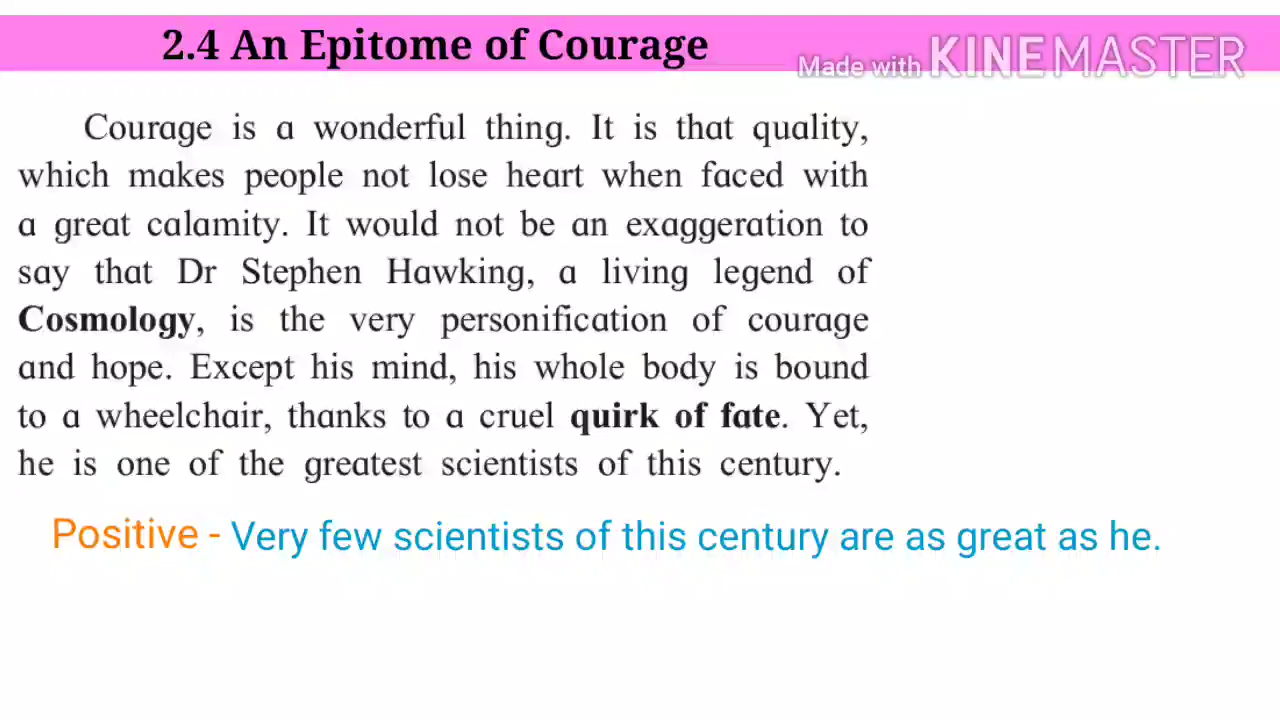 2.4 An Epitome of Courage
Made with KINEMASTER
Courage is a wonderful thing. It is that quality,
which makes people not lose heart when faced with
a great calamity. It would not be an exaggeration to
say that Dr Stephen Hawking, a living legend of
Cosmology, is the very personification of courage
and hope. Except his mind, his whole body is bound
to a wheelchair, thanks to a cruel quirk of fate. Yet,
he is one of the greatest scientists of this century.
Positive - Very few scientists of this century are as great as he.